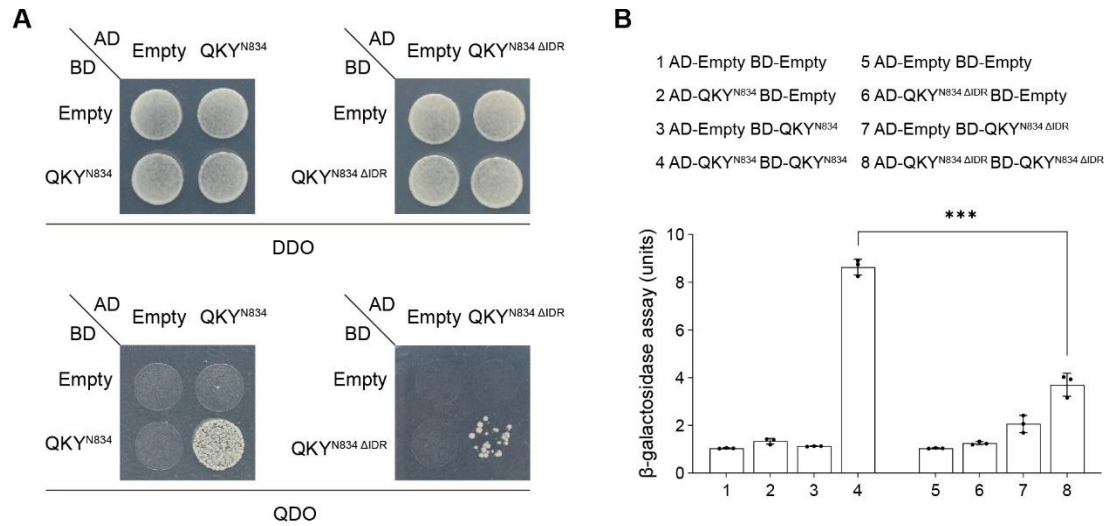 A
AD
Empty QKY^N834
BD
Empty
QKY^N834
AD
Empty QKY^N834 ΔIDR
BD
Empty
QKY^N834 ΔIDR
DDO
AD
Empty QKY^N834
BD
Empty
QKY^N834
AD
Empty QKY^N834 ΔIDR
BD
Empty
QKY^N834 ΔIDR
QDO
B
1 AD-Empty BD-Empty
2 AD-QKY^N834 BD-Empty
3 AD-Empty BD-QKY^N834
4 AD-QKY^N834 BD-QKY^N834
5 AD-Empty BD-Empty
6 AD-QKY^N834 ΔIDR BD-Empty
7 AD-Empty BD-QKY^N834 ΔIDR
8 AD-QKY^N834 ΔIDR BD-QKY^N834 ΔIDR
***
β-galactosidase assay (units)
10
8
6
4
2
0
1 2 3 4 5 6 7 8